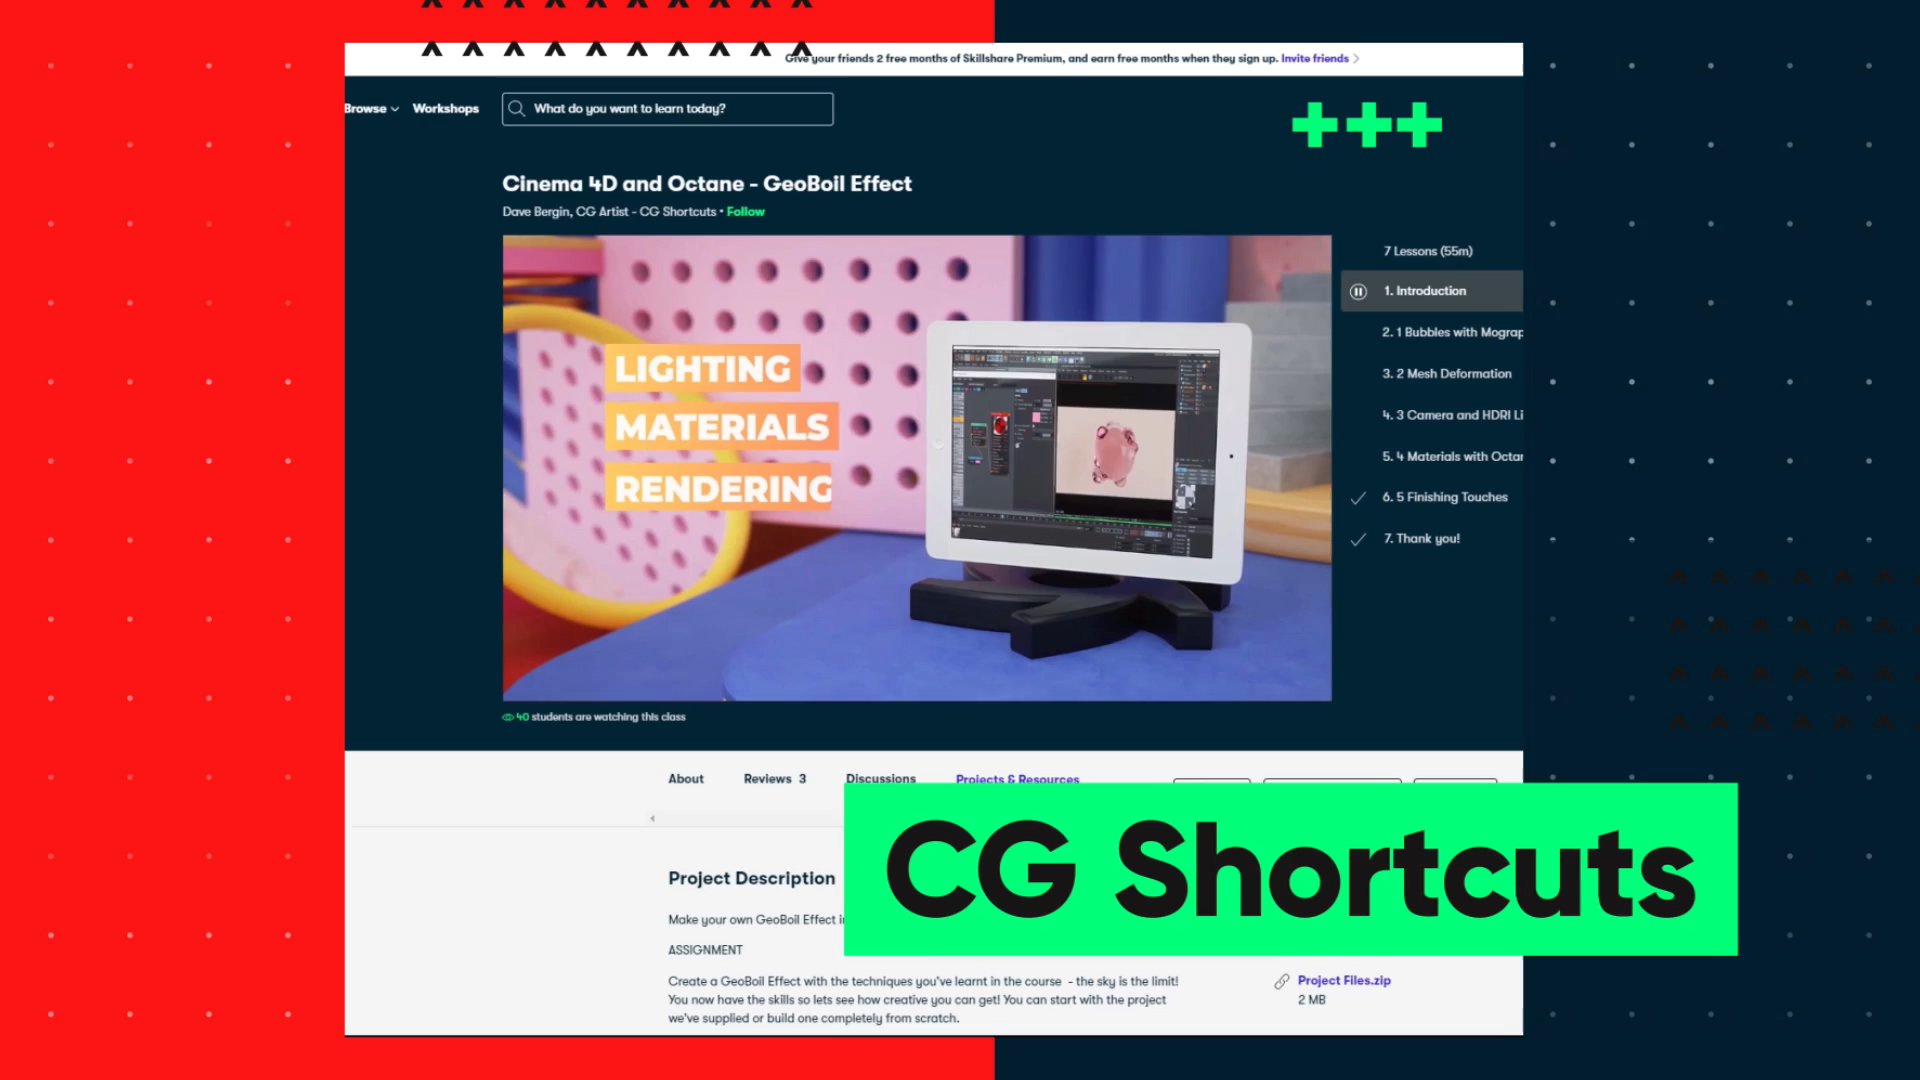 Give your friends 2 free months of Skillshare Premium, and earn free months when they sign up. Invite friends
Browse Workshops What do you want to learn today?
Cinema 4D and Octane - GeoBoil Effect
Dave Bergin, CG Artist - CG Shortcuts • Follow
LIGHTING
MATERIALS
RENDERING
7 Lessons (55m)
1. Introduction
2. 1 Bubbles with Mograp
3. 2 Mesh Deformation
4. 3 Camera and HDRI Li
5. 4 Materials with Octan
6. 5 Finishing Touches
7. Thank you!
40 students are watching this class
About Reviews 3 Discussions Projects & Resources
CG Shortcuts
Project Description
Make your own GeoBoil Effect
ASSIGNMENT
Create a GeoBoil Effect with the techniques you've learnt in the course - the sky is the limit!
You now have the skills so lets see how creative you can get! You can start with the project
we've supplied or build one completely from scratch.
Project Files.zip
2 MB